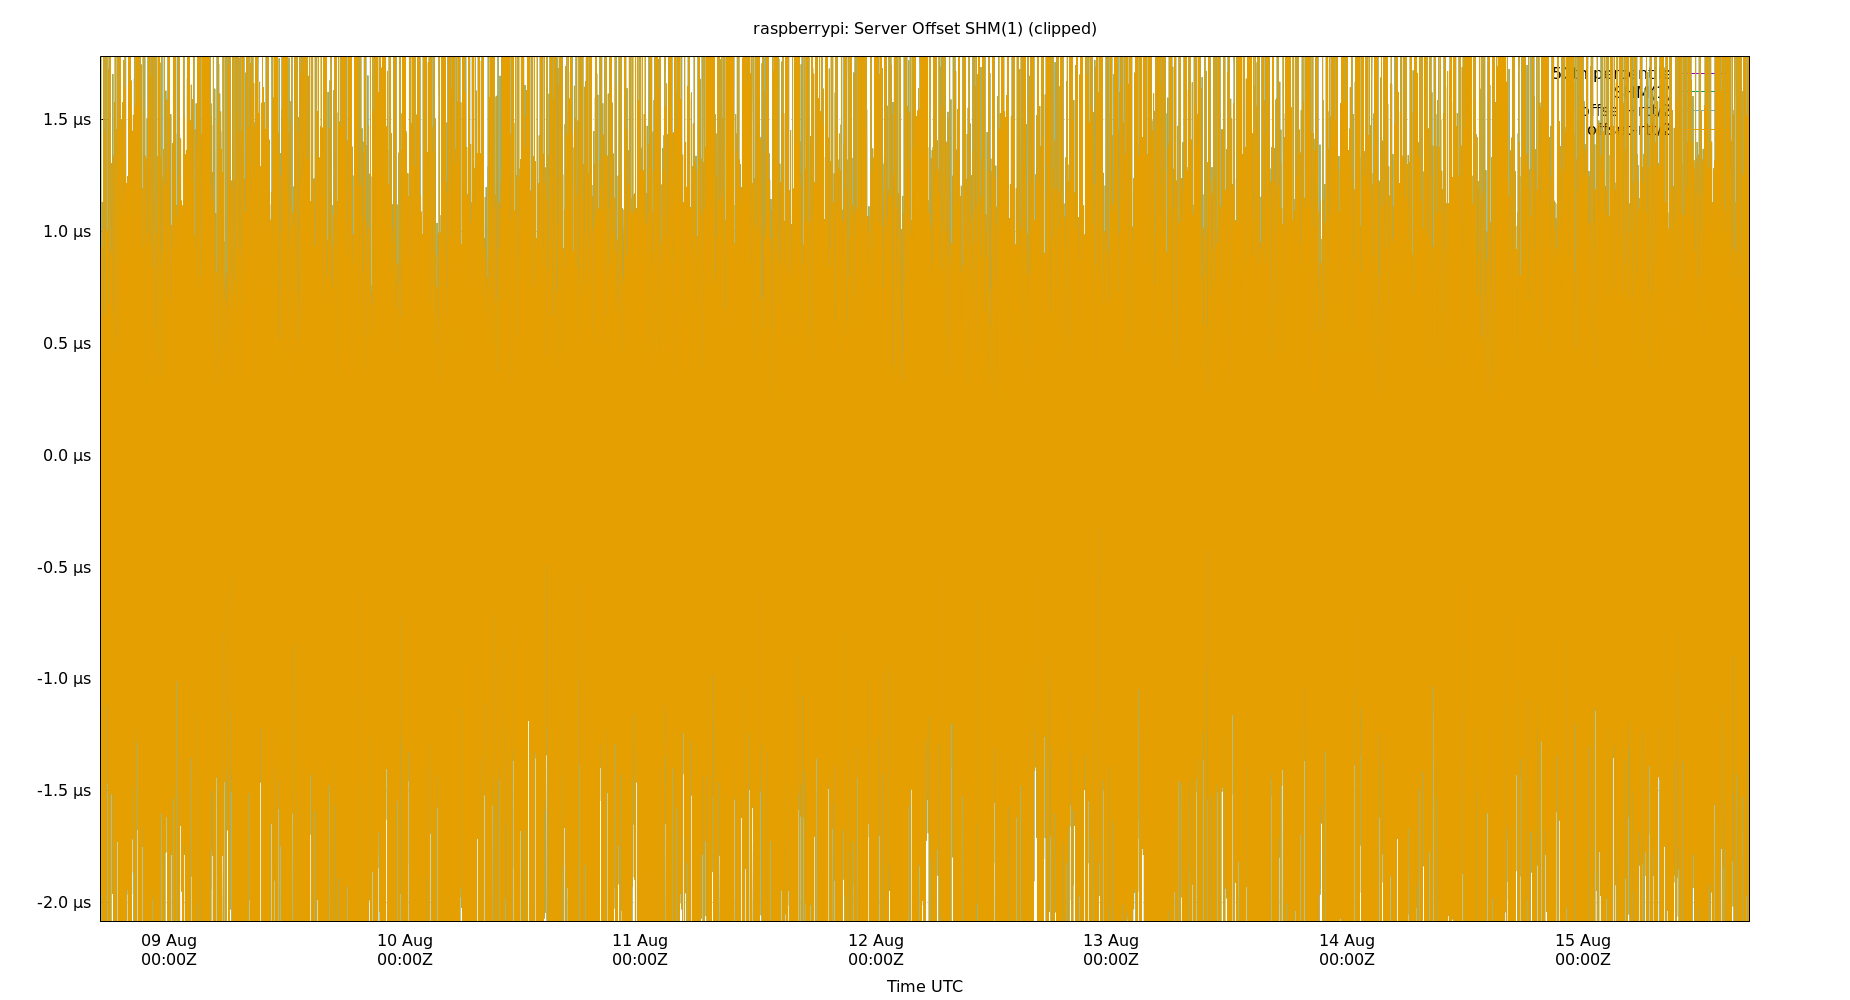 raspberrypi: Server Offset SHM(1) (clipped)
1.5 µs
1.0 µs
0.5 µs
0.0 µs
-0.5 µs
-1.0 µs
-1.5 µs
-2.0 µs
09 Aug 10 Aug 11 Aug 12 Aug 13 Aug 14 Aug 15 Aug
00:00Z 00:00Z 00:00Z 00:00Z 00:00Z 00:00Z 00:00Z
Time UTC